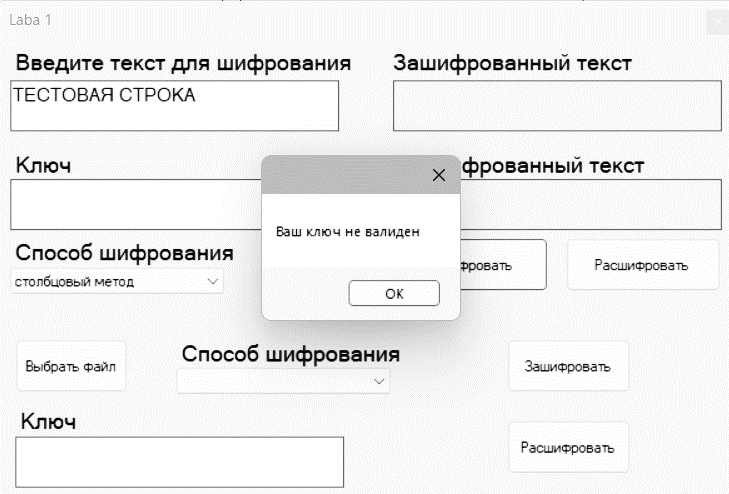 Laba 1
Введите текст для шифрования
Зашифрованный текст
ТЕСТОВАЯ СТРОКА
Ключ
фрованный текст
Ваш ключ не валиден
OK
Способ шифрования
столбцовый метод
фровать
Расшифровать
Выбрать файл
Способ шифрования
Зашифровать
Ключ
Расшифровать